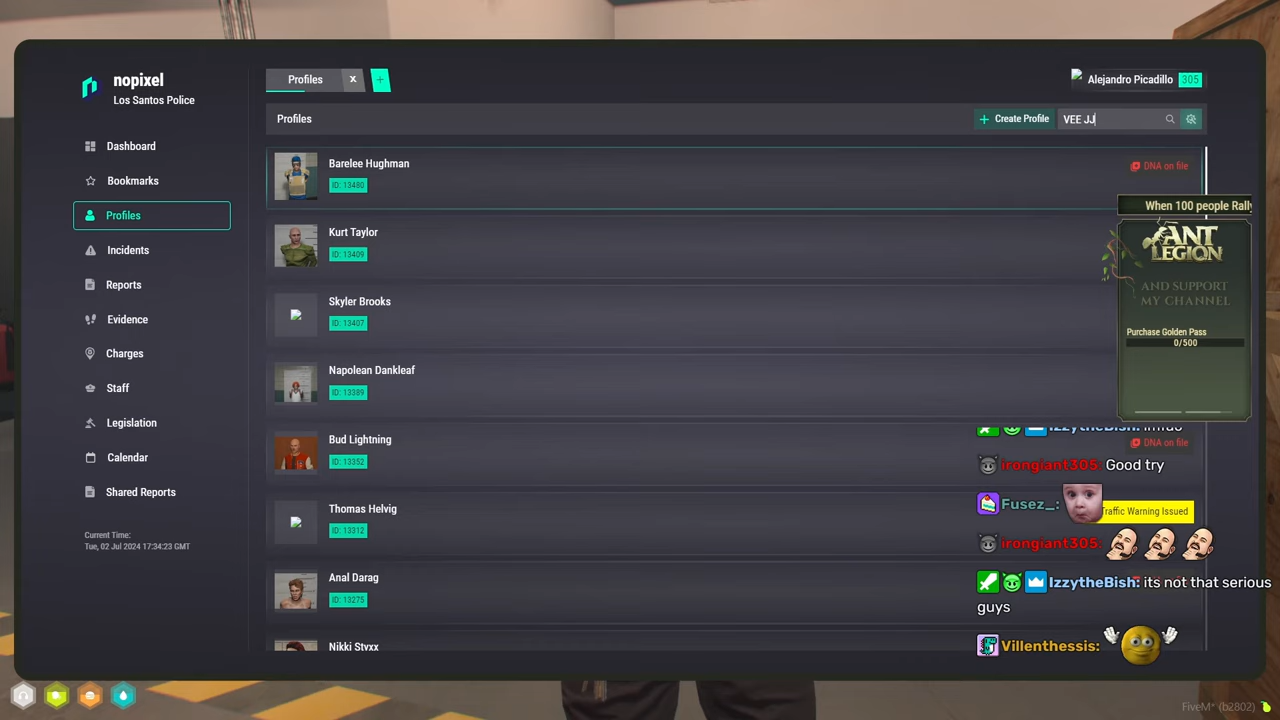 nopixel
Los Santos Police
Dashboard
Bookmarks
Profiles
Incidents
Reports
Evidence
Charges
Staff
Legislation
Calendar
Shared Reports
Current Time:
Tue, 02 Jul 2024 17:34:23 GMT
Profiles x +
Alejandro Picadillo 305
Profiles
+ Create Profile
VEE JJ
Barelee Hughman
ID: 13480
DNA on file
Kurt Taylor
ID: 13409
Skyler Brooks
ID: 13407
Napolean Dankleaf
ID: 13389
Bud Lightning
ID: 13352
DNA on file
Thomas Helvig
ID: 13312
Traffic Warning Issued
Anal Darag
ID: 13275
Nikki Styxx
When 100 people Rally
ANT
LEGION
AND SUPPORT
MY CHANNEL
Purchase Golden Pass
0/500
IzzytheBish: lmfao
irongiant305: Good try
Fusez_:
irongiant305:
IzzytheBish: its not that serious
guys
Villenthessis:
FiveM* (b2802)